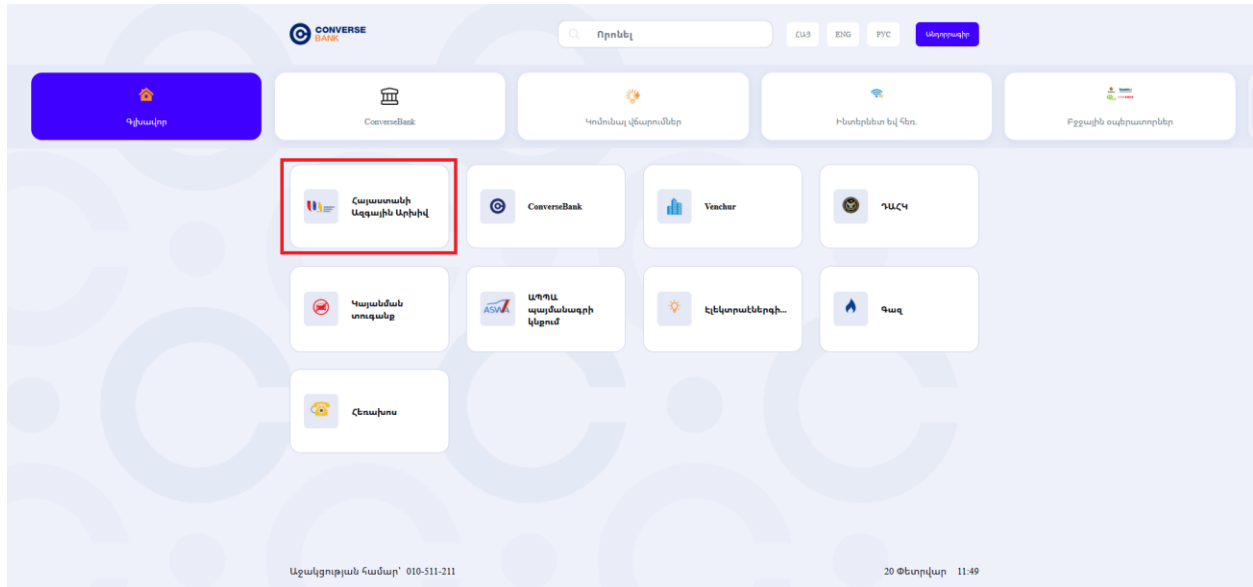 CONVERSE
BANK
Որոնել
ՀԱՅ
ENG
РУС
Անդորրագիր
Գլխավոր
ConverseBank
Կոմունալ վճարումներ
Ինտերնետ եվ հեռ.
Բջջային օպերատորներ
Հայաստանի
Ազգային Արխիվ
ConverseBank
Venchur
ԴԱՀԿ
Կայանման
տուգանք
ASWA
ԱՊՊԱ
պայմանագրի
կնքում
Էլեկտրաէներգի...
Գազ
Հեռախոս
Աջակցության համար՝ 010-511-211
20 Փետրվար 11:49